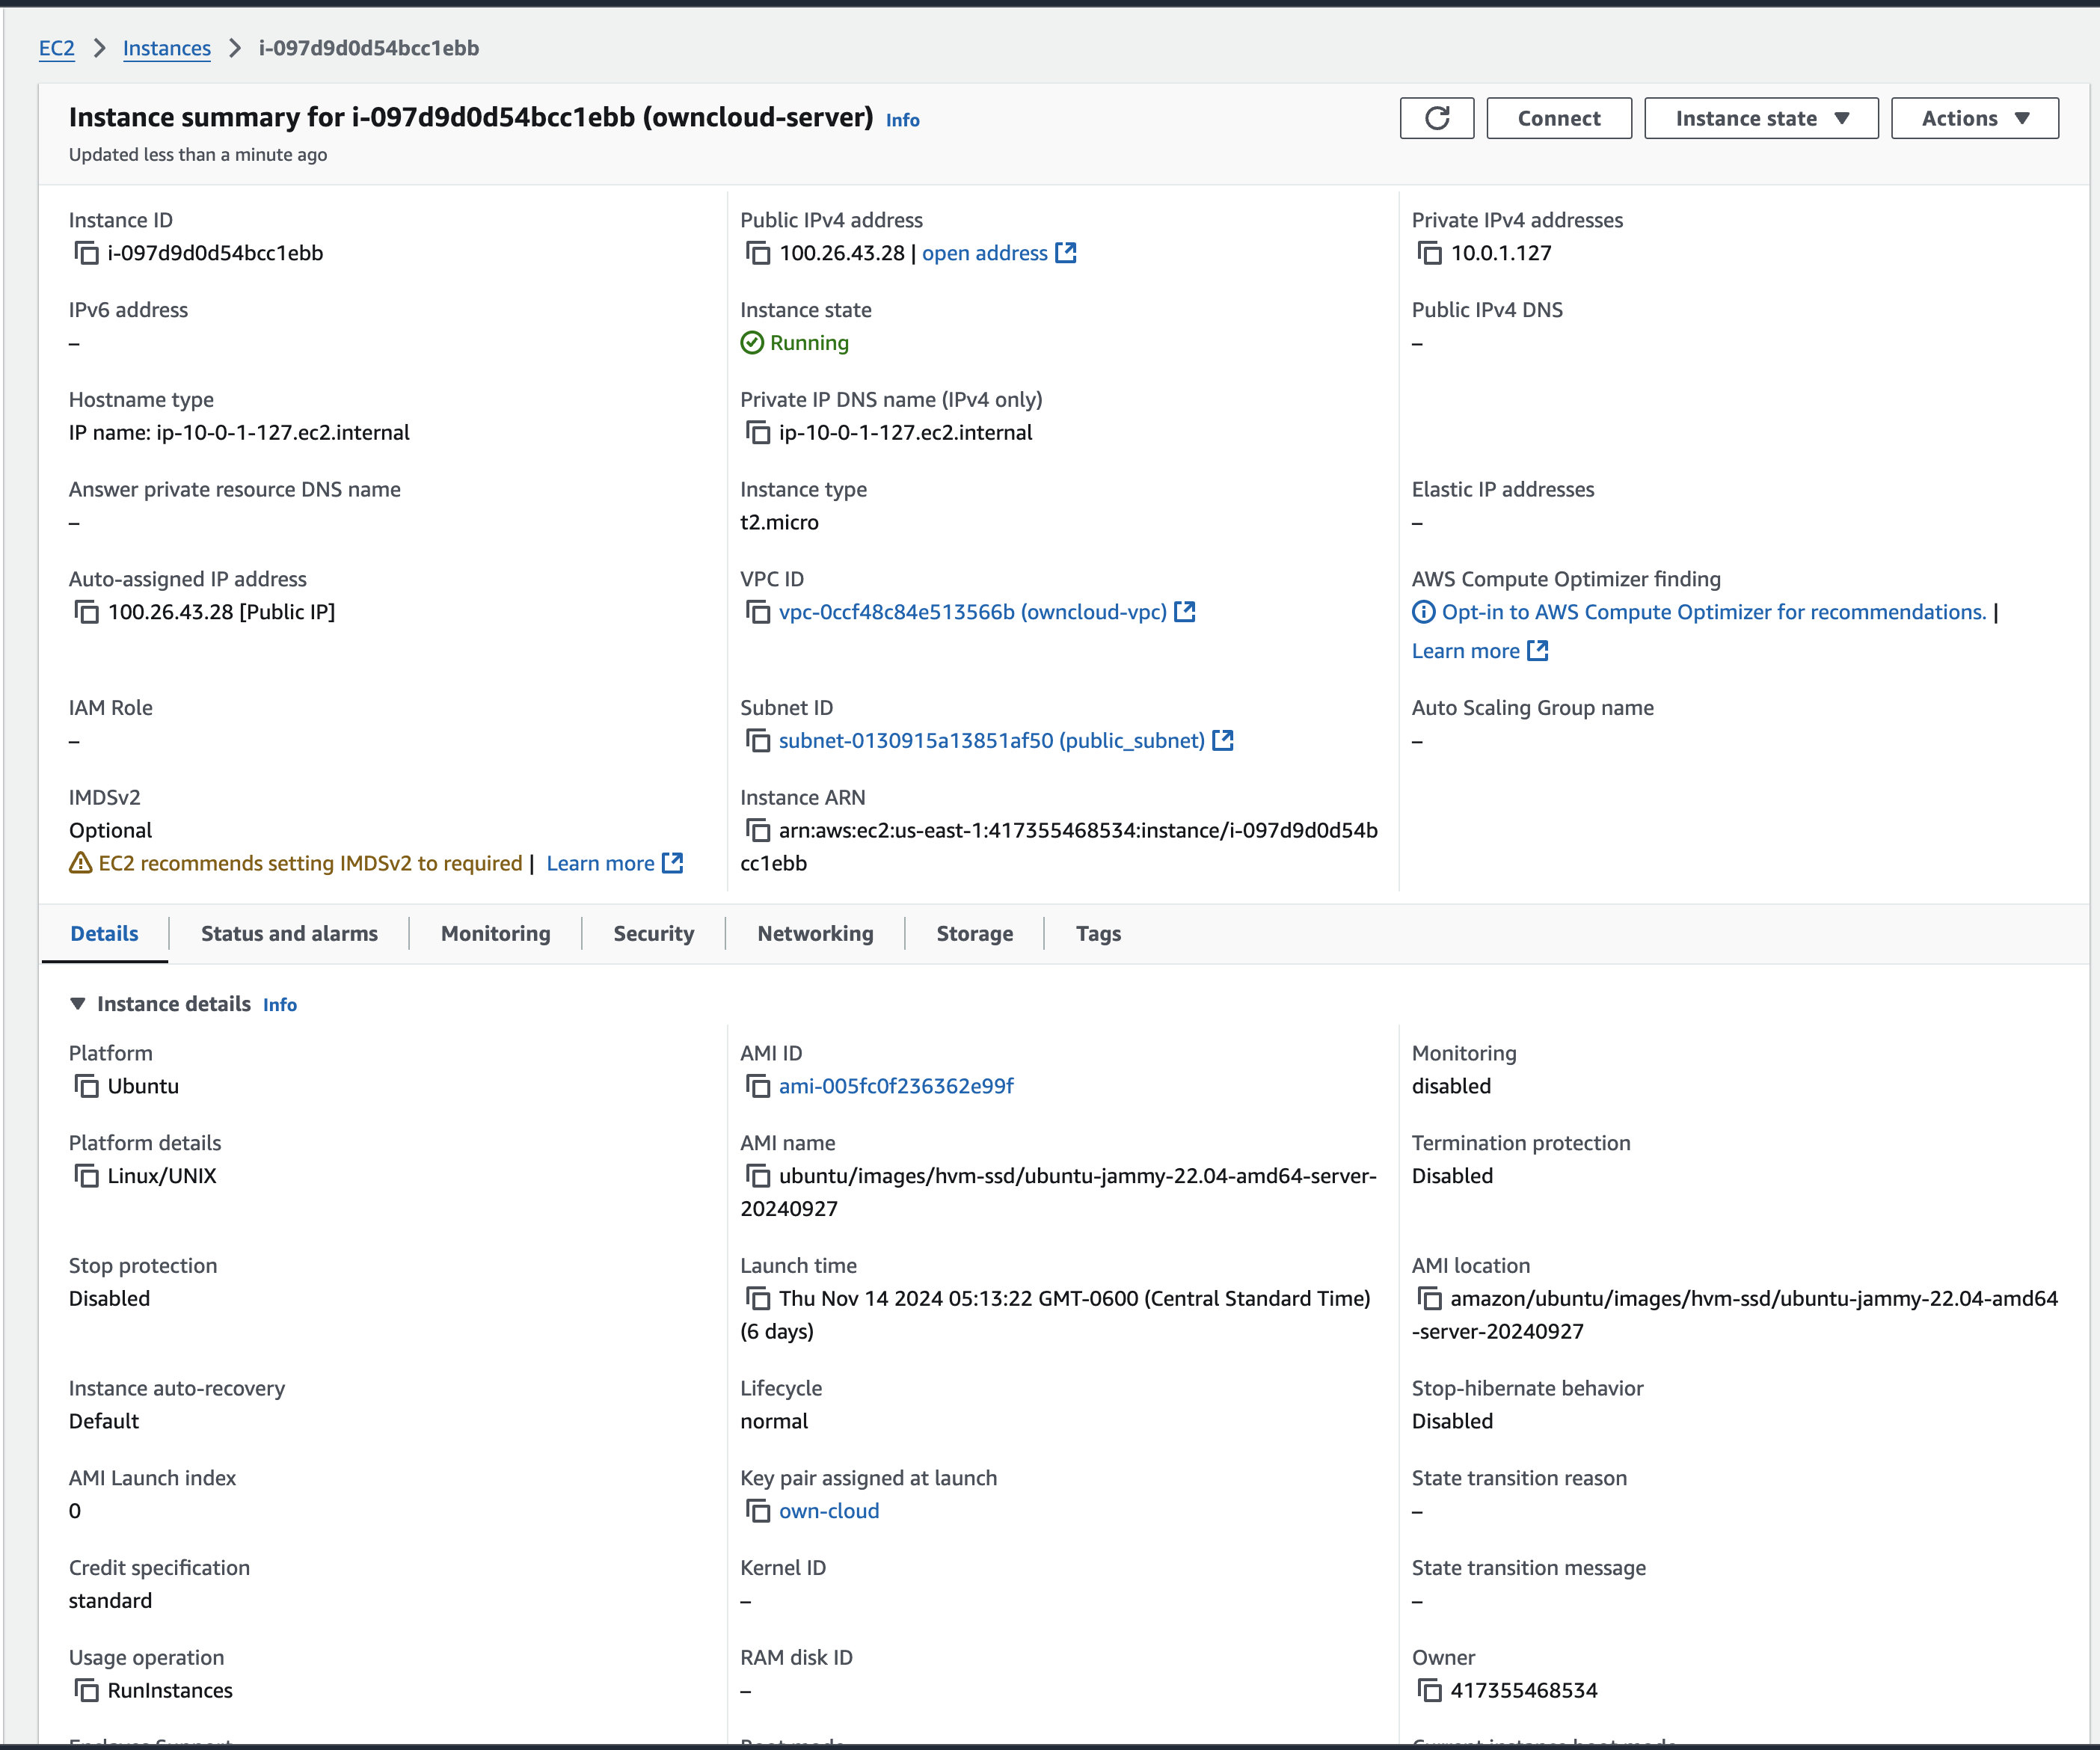 EC2 > Instances > i-097d9d0d54bcc1ebb
Instance summary for i-097d9d0d54bcc1ebb (owncloud-server) Info
Updated less than a minute ago
Connect
Instance state
Actions
Instance ID
i-097d9d0d54bcc1ebb
Public IPv4 address
100.26.43.28 | open address
Private IPv4 addresses
10.0.1.127
IPv6 address
–
Instance state
Running
Public IPv4 DNS
–
Hostname type
IP name: ip-10-0-1-127.ec2.internal
Private IP DNS name (IPv4 only)
ip-10-0-1-127.ec2.internal
Answer private resource DNS name
–
Instance type
t2.micro
Elastic IP addresses
–
Auto-assigned IP address
100.26.43.28 [Public IP]
VPC ID
vpc-0ccf48c84e513566b (owncloud-vpc)
AWS Compute Optimizer finding
Opt-in to AWS Compute Optimizer for recommendations. |
Learn more
IAM Role
–
Subnet ID
subnet-0130915a13851af50 (public_subnet)
Auto Scaling Group name
–
IMDSv2
Optional
EC2 recommends setting IMDSv2 to required | Learn more
Instance ARN
arn:aws:ec2:us-east-1:417355468534:instance/i-097d9d0d54b
cc1ebb
Details
Status and alarms
Monitoring
Security
Networking
Storage
Tags
Instance details Info
Platform
Ubuntu
AMI ID
ami-005fc0f236362e99f
Monitoring
disabled
Platform details
Linux/UNIX
AMI name
ubuntu/images/hvm-ssd/ubuntu-jammy-22.04-amd64-server-
20240927
Termination protection
Disabled
Stop protection
Disabled
Launch time
Thu Nov 14 2024 05:13:22 GMT-0600 (Central Standard Time)
(6 days)
AMI location
amazon/ubuntu/images/hvm-ssd/ubuntu-jammy-22.04-amd64
-server-20240927
Instance auto-recovery
Default
Lifecycle
normal
Stop-hibernate behavior
Disabled
AMI Launch index
0
Key pair assigned at launch
own-cloud
State transition reason
–
Credit specification
standard
Kernel ID
–
State transition message
–
Usage operation
RunInstances
RAM disk ID
–
Owner
417355468534